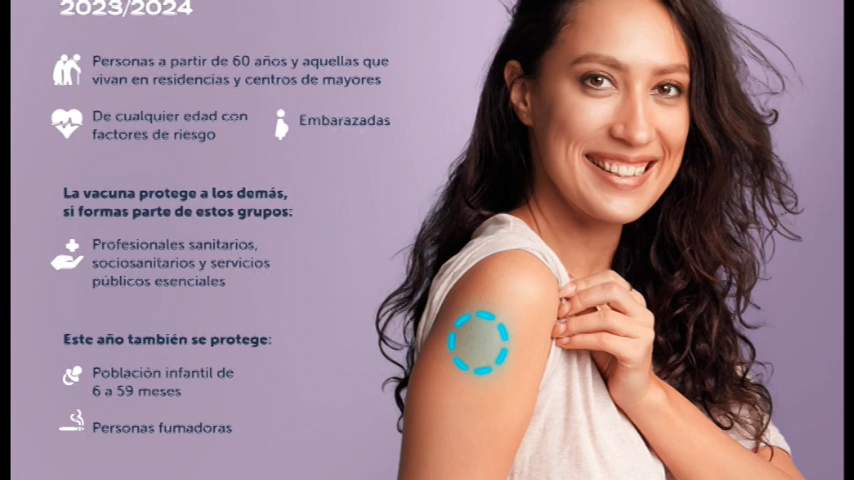 2023/2024
Personas a partir de 60 años y aquellas que
vivan en residencias y centros de mayores
De cualquier edad con
factores de riesgo
Embarazadas
La vacuna protege a los demás,
si formas parte de estos grupos:
Profesionales sanitarios,
sociosanitarios y servicios
públicos esenciales
Este año también se protege:
Población infantil de
6 a 59 meses
Personas fumadoras